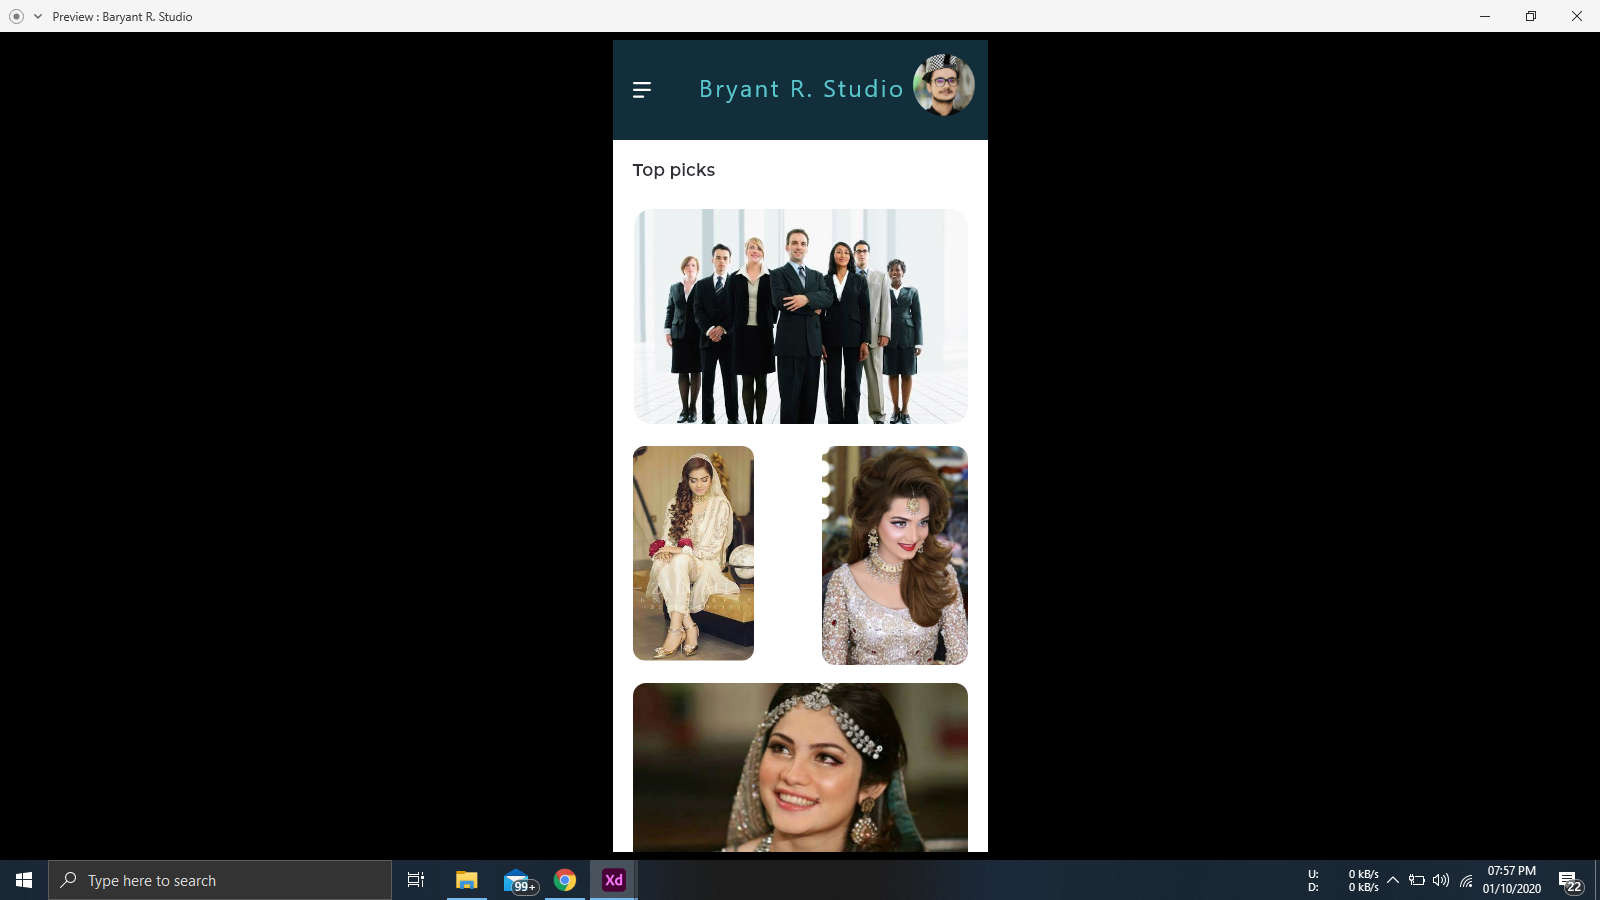 Preview : Baryant R. Studio
Bryant R. Studio
Top picks
Type here to search
99+
Xd
U: 0 kB/s
D: 0 kB/s
07:57 PM
01/10/2020
22